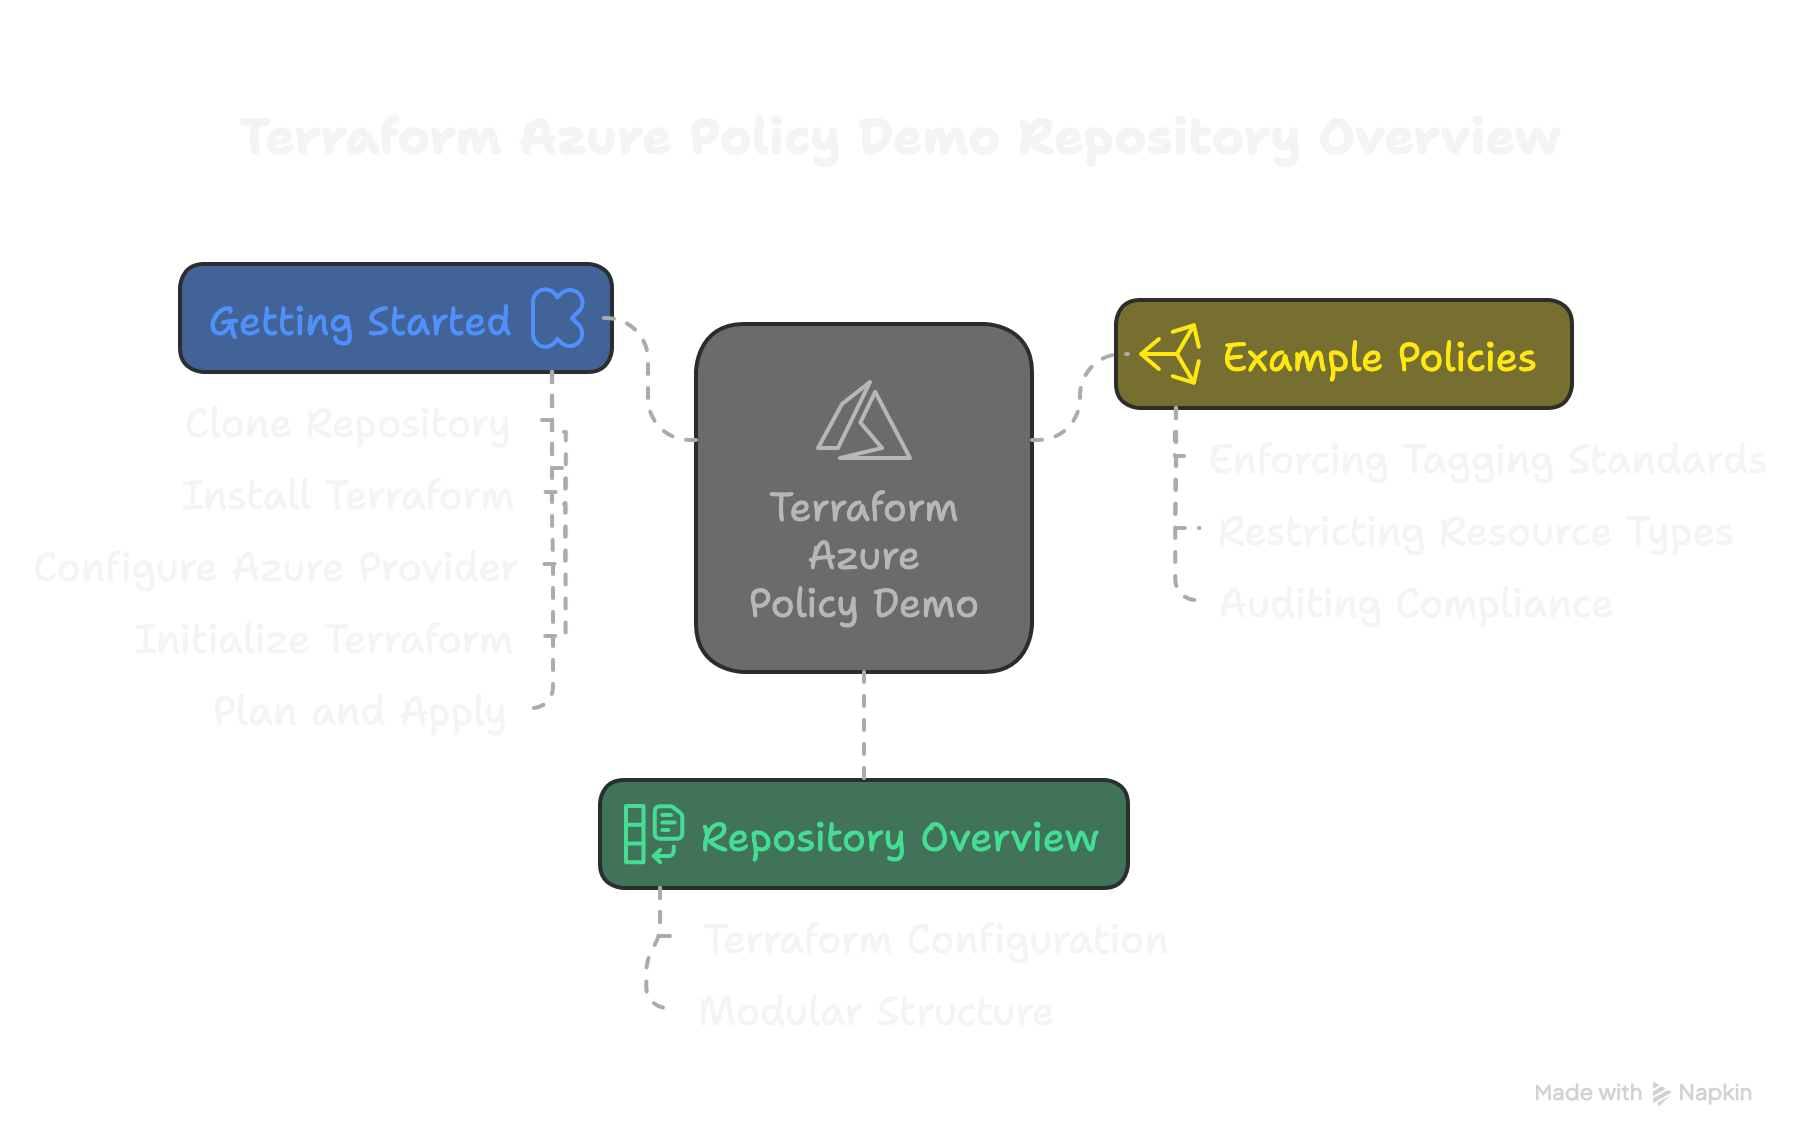 Terraform Azure Policy Demo Repository Overview
Getting Started
Clone Repository
Install Terraform
Configure Azure Provider
Initialize Terraform
Plan and Apply
Terraform
Azure
Policy Demo
Example Policies
Enforcing Tagging Standards
Restricting Resource Types
Auditing Compliance
Repository Overview
Terraform Configuration
Modular Structure
Made with Napkin